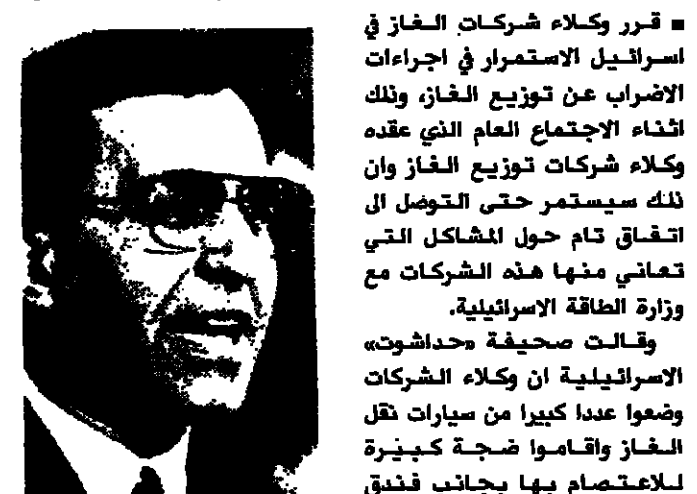 ■ قرر وكلاء شركات الغاز في
اسرائيل الاستمرار في اجراءات
الاضراب عن توزيع الغاز، وذلك
اثناء الاجتماع العام الذي عقده
وكلاء شركات توزيع الغاز وان
ذلك سيستمر حتى التوضل الى
اتفاق تام حول المشاكل التي
تعاني منها هذه الشركات مع
وزارة الطاقة الاسرائيلية.
وقالت صحيفة «حداشوت»
الاسرائيلية ان وكلاء الشركات
وضعوا عددا كبيرا من سيارات نقل
الغاز واقاموا ضجة كبيرة
للاعتصام بها بجانب فندق